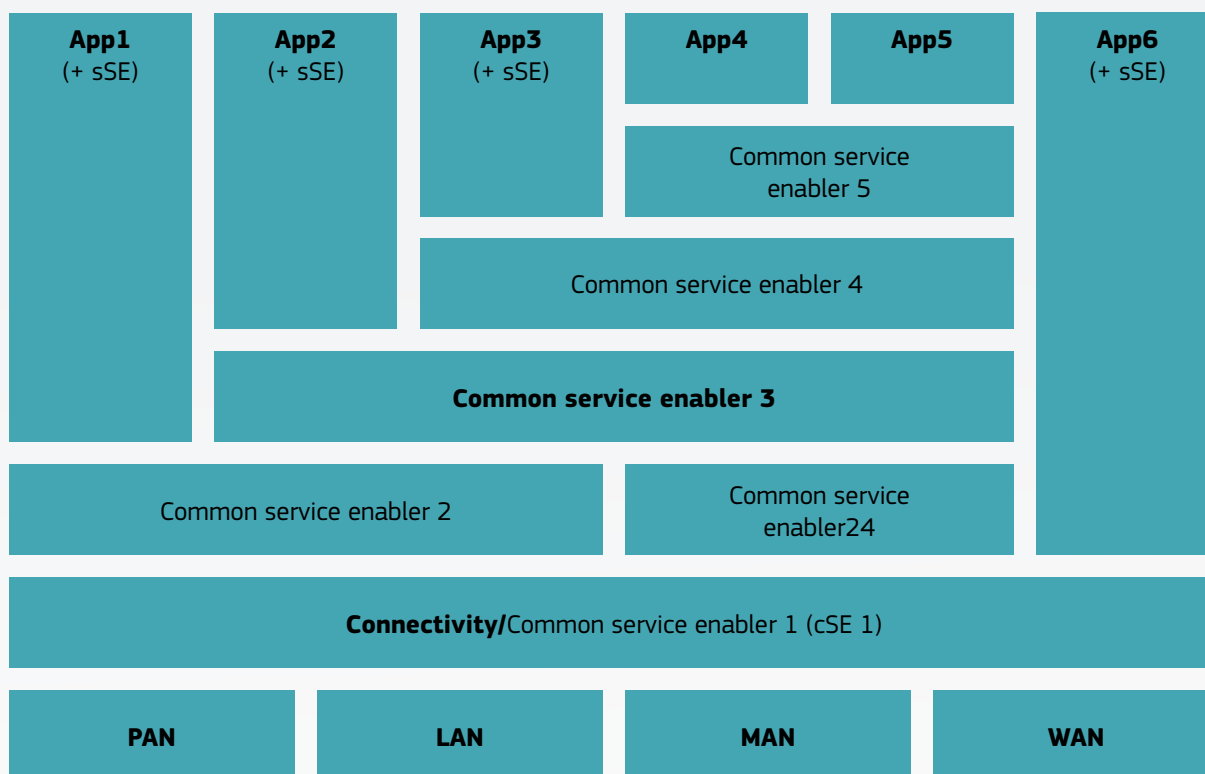 App1
(+ sSE)
App2
(+ sSE)
App3
(+ sSE)
App4
App5
App6
(+ sSE)
Common service
enabler 5
Common service enabler 4
Common service enabler 3
Common service enabler 2
Common service
enabler24
Connectivity/Common service enabler 1 (cSE 1)
PAN
LAN
MAN
WAN